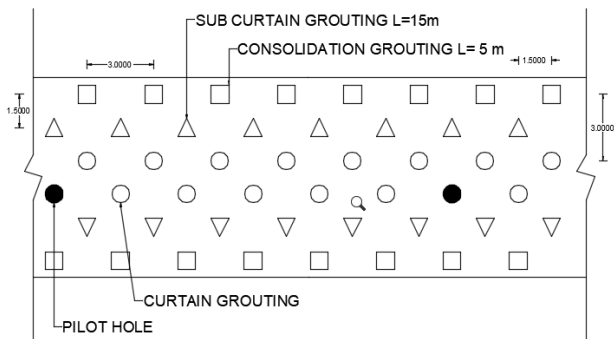 SUB CURTAIN GROUTING L=15m
CONSOLIDATION GROUTING L= 5 m
3.0000
1.5000
1.5000
3.0000
CURTAIN GROUTING
PILOT HOLE